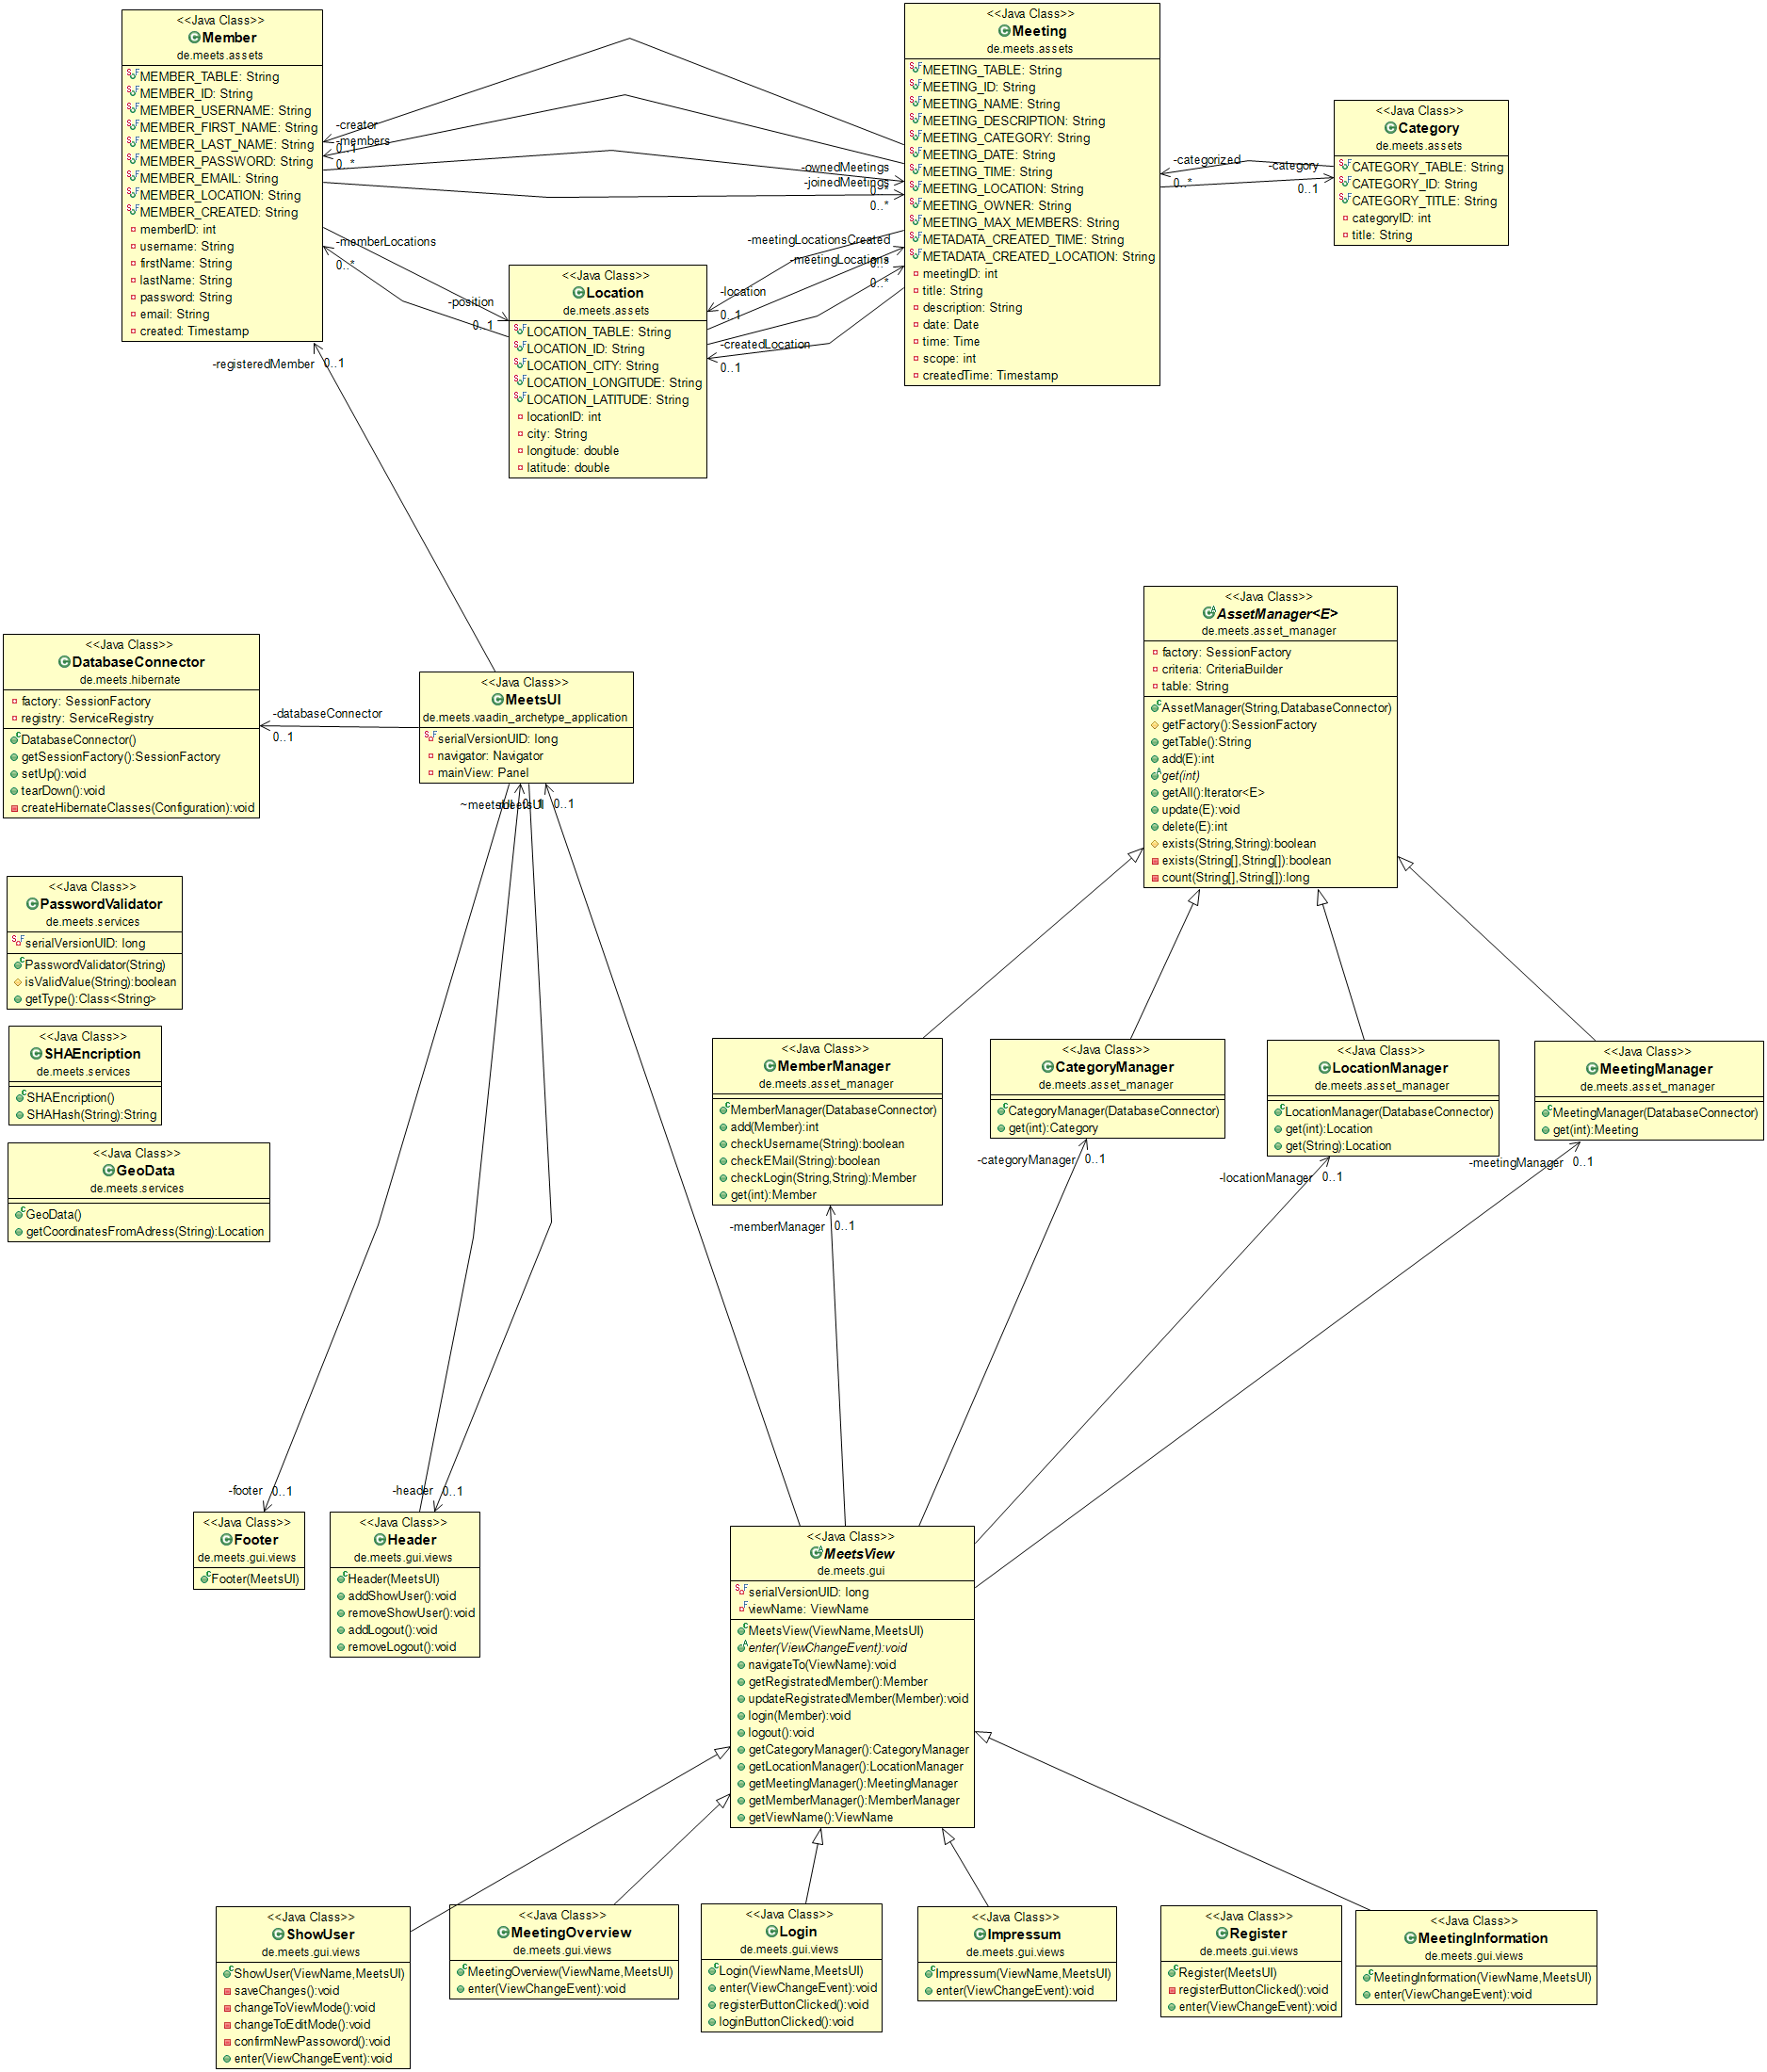 <<Java Class>>
Member
de.meets.assets
MEMBER_TABLE: String
MEMBER_ID: String
MEMBER_USERNAME: String
MEMBER_FIRST_NAME: String
MEMBER_LAST_NAME: String
MEMBER_PASSWORD: String
MEMBER_EMAIL: String
MEMBER_LOCATION: String
MEMBER_CREATED: String
memberID: int
username: String
firstName: String
lastName: String
password: String
email: String
created: Timestamp
<<Java Class>>
Meeting
de.meets.assets
MEETING_TABLE: String
MEETING_ID: String
MEETING_NAME: String
MEETING_DESCRIPTION: String
MEETING_CATEGORY: String
MEETING_DATE: String
MEETING_TIME: String
MEETING_LOCATION: String
MEETING_OWNER: String
MEETING_MAX_MEMBERS: String
METADATA_CREATED_TIME: String
METADATA_CREATED_LOCATION: String
meetingID: int
title: String
description: String
date: Date
time: Time
scope: int
createdTime: Timestamp
<<Java Class>>
Category
de.meets.assets
CATEGORY_TABLE: String
CATEGORY_ID: String
CATEGORY_TITLE: String
categoryID: int
title: String
-creator
0..1
-members
0..*
-ownedMeetings
0..*
-joinedMeetings
0..*
-categorized
0..*
-category
0..1
-memberLocations
0..*
-position
0..1
-meetingLocationsCreated
0..*
-meetingLocations
0..*
-location
0..1
-createdLocation
0..1
<<Java Class>>
Location
de.meets.assets
LOCATION_TABLE: String
LOCATION_ID: String
LOCATION_CITY: String
LOCATION_LONGITUDE: String
LOCATION_LATITUDE: String
locationID: int
city: String
longitude: double
latitude: double
-registeredMember
0..1
<<Java Class>>
AssetManager<E>
de.meets.asset_manager
factory: SessionFactory
criteria: CriteriaBuilder
table: String
AssetManager(String,DatabaseConnector)
getFactory():SessionFactory
getTable():String
add(E):int
get(int)
getAll():Iterator<E>
update(E):void
delete(E):int
exists(String,String):boolean
exists(String[],String[]):boolean
count(String[],String[]):long
<<Java Class>>
DatabaseConnector
de.meets.hibernate
factory: SessionFactory
registry: ServiceRegistry
DatabaseConnector()
getSessionFactory():SessionFactory
setUp():void
tearDown():void
createHibernateClasses(Configuration):void
-databaseConnector
0..1
<<Java Class>>
MeetsUI
de.meets.vaadin_archetype_application
serialVersionUID: long
navigator: Navigator
mainView: Panel
~meetsUI
0..1
-meetsUI
0..1
<<Java Class>>
PasswordValidator
de.meets.services
serialVersionUID: long
PasswordValidator(String)
isValidValue(String):boolean
getType():Class<String>
<<Java Class>>
SHAEncription
de.meets.services
SHAEncription()
SHAHash(String):String
<<Java Class>>
GeoData
de.meets.services
GeoData()
getCoordinatesFromAdress(String):Location
<<Java Class>>
MemberManager
de.meets.asset_manager
MemberManager(DatabaseConnector)
add(Member):int
checkUsername(String):boolean
checkEMail(String):boolean
checkLogin(String,String):Member
get(int):Member
<<Java Class>>
CategoryManager
de.meets.asset_manager
CategoryManager(DatabaseConnector)
get(int):Category
<<Java Class>>
LocationManager
de.meets.asset_manager
LocationManager(DatabaseConnector)
get(int):Location
get(String):Location
<<Java Class>>
MeetingManager
de.meets.asset_manager
MeetingManager(DatabaseConnector)
get(int):Meeting
-memberManager
0..1
-categoryManager
0..1
-locationManager
0..1
-meetingManager
0..1
-footer
0..1
-header
0..1
<<Java Class>>
Footer
de.meets.gui.views
Footer(MeetsUI)
<<Java Class>>
Header
de.meets.gui.views
Header(MeetsUI)
addShowUser():void
removeShowUser():void
addLogout():void
removeLogout():void
<<Java Class>>
MeetsView
de.meets.gui
serialVersionUID: long
viewName: ViewName
MeetsView(ViewName,MeetsUI)
enter(ViewChangeEvent):void
navigateTo(ViewName):void
getRegistratedMember():Member
updateRegistratedMember(Member):void
login(Member):void
logout():void
getCategoryManager():CategoryManager
getLocationManager():LocationManager
getMeetingManager():MeetingManager
getMemberManager():MemberManager
getViewName():ViewName
<<Java Class>>
ShowUser
de.meets.gui.views
ShowUser(ViewName,MeetsUI)
saveChanges():void
changeToViewMode():void
changeToEditMode():void
confirmNewPassoword():void
enter(ViewChangeEvent):void
<<Java Class>>
MeetingOverview
de.meets.gui.views
MeetingOverview(ViewName,MeetsUI)
enter(ViewChangeEvent):void
<<Java Class>>
Login
de.meets.gui.views
Login(ViewName,MeetsUI)
enter(ViewChangeEvent):void
registerButtonClicked():void
loginButtonClicked():void
<<Java Class>>
Impressum
de.meets.gui.views
Impressum(ViewName,MeetsUI)
enter(ViewChangeEvent):void
<<Java Class>>
Register
de.meets.gui.views
Register(MeetsUI)
registerButtonClicked():void
enter(ViewChangeEvent):void
<<Java Class>>
MeetingInformation
de.meets.gui.views
MeetingInformation(ViewName,MeetsUI)
enter(ViewChangeEvent):void